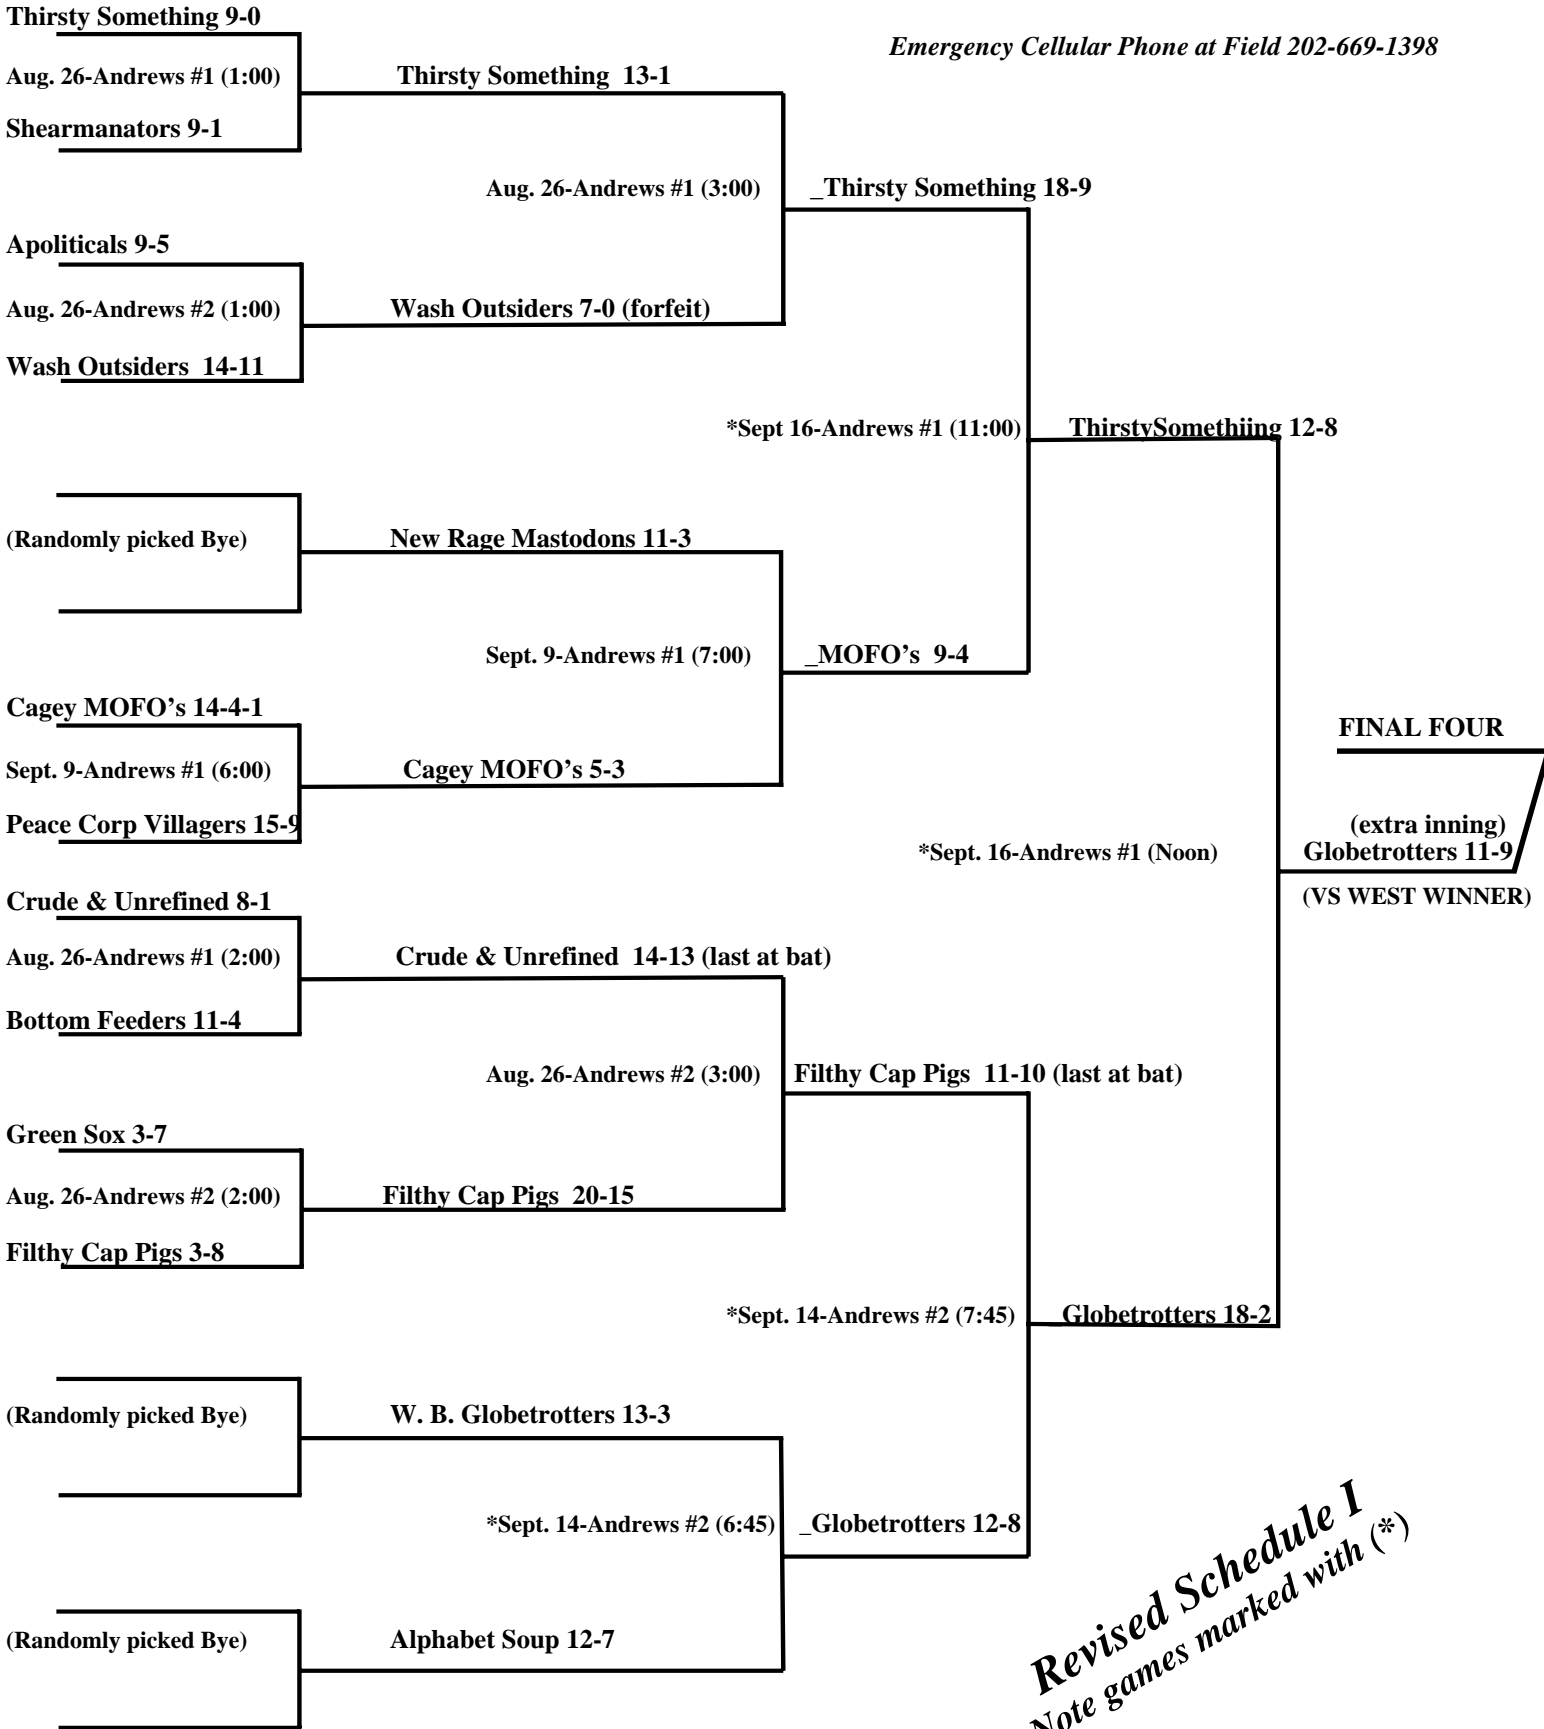 Thirsty Something 9-0
Emergency Cellular Phone at Field 202-669-1398
Aug. 26-Andrews #1 (1:00)
Thirsty Something 13-1
Shearmanators 9-1
Aug. 26-Andrews #1 (3:00)
_Thirsty Something 18-9
Apoliticals 9-5
Aug. 26-Andrews #2 (1:00)
Wash Outsiders 7-0 (forfeit)
Wash Outsiders 14-11
*Sept 16-Andrews #1 (11:00)
ThirstySomethiing 12-8
(Randomly picked Bye)
New Rage Mastodons 11-3
Sept. 9-Andrews #1 (7:00)
_MOFO's 9-4
Cagey MOFO's 14-4-1
FINAL FOUR
Sept. 9-Andrews #1 (6:00)
Cagey MOFO's 5-3
Peace Corp Villagers 15-9
(extra inning)
*Sept. 16-Andrews #1 (Noon)
Globetrotters 11-9
(VS WEST WINNER)
Crude & Unrefined 8-1
Aug. 26-Andrews #1 (2:00)
Crude & Unrefined 14-13 (last at bat)
Bottom Feeders 11-4
Aug. 26-Andrews #2 (3:00)
Filthy Cap Pigs 11-10 (last at bat)
Green Sox 3-7
Aug. 26-Andrews #2 (2:00)
Filthy Cap Pigs 20-15
Filthy Cap Pigs 3-8
*Sept. 14-Andrews #2 (7:45)
Globetrotters 18-2
(Randomly picked Bye)
W. B. Globetrotters 13-3
*Sept. 14-Andrews #2 (6:45)
_Globetrotters 12-8
(Randomly picked Bye)
Alphabet Soup 12-7
Revised Schedule I
Note games marked with (*)